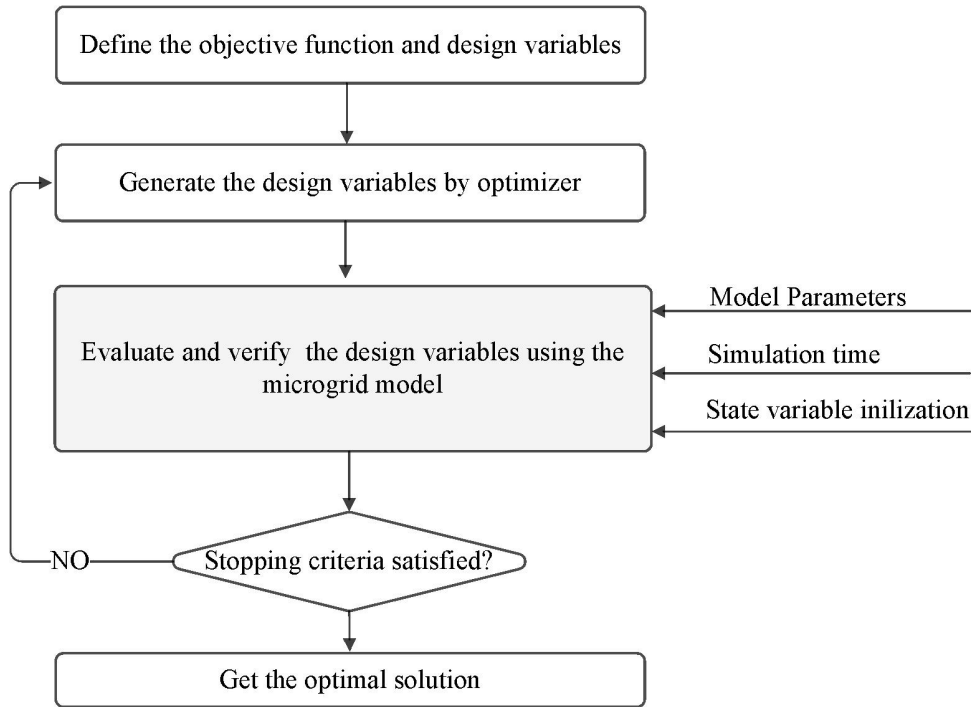 Define the objective function and design variables
Generate the design variables by optimizer
Model Parameters
Evaluate and verify the design variables using the
microgrid model
Simulation time
State variable inilization
NO
Stopping criteria satisfied?
Get the optimal solution